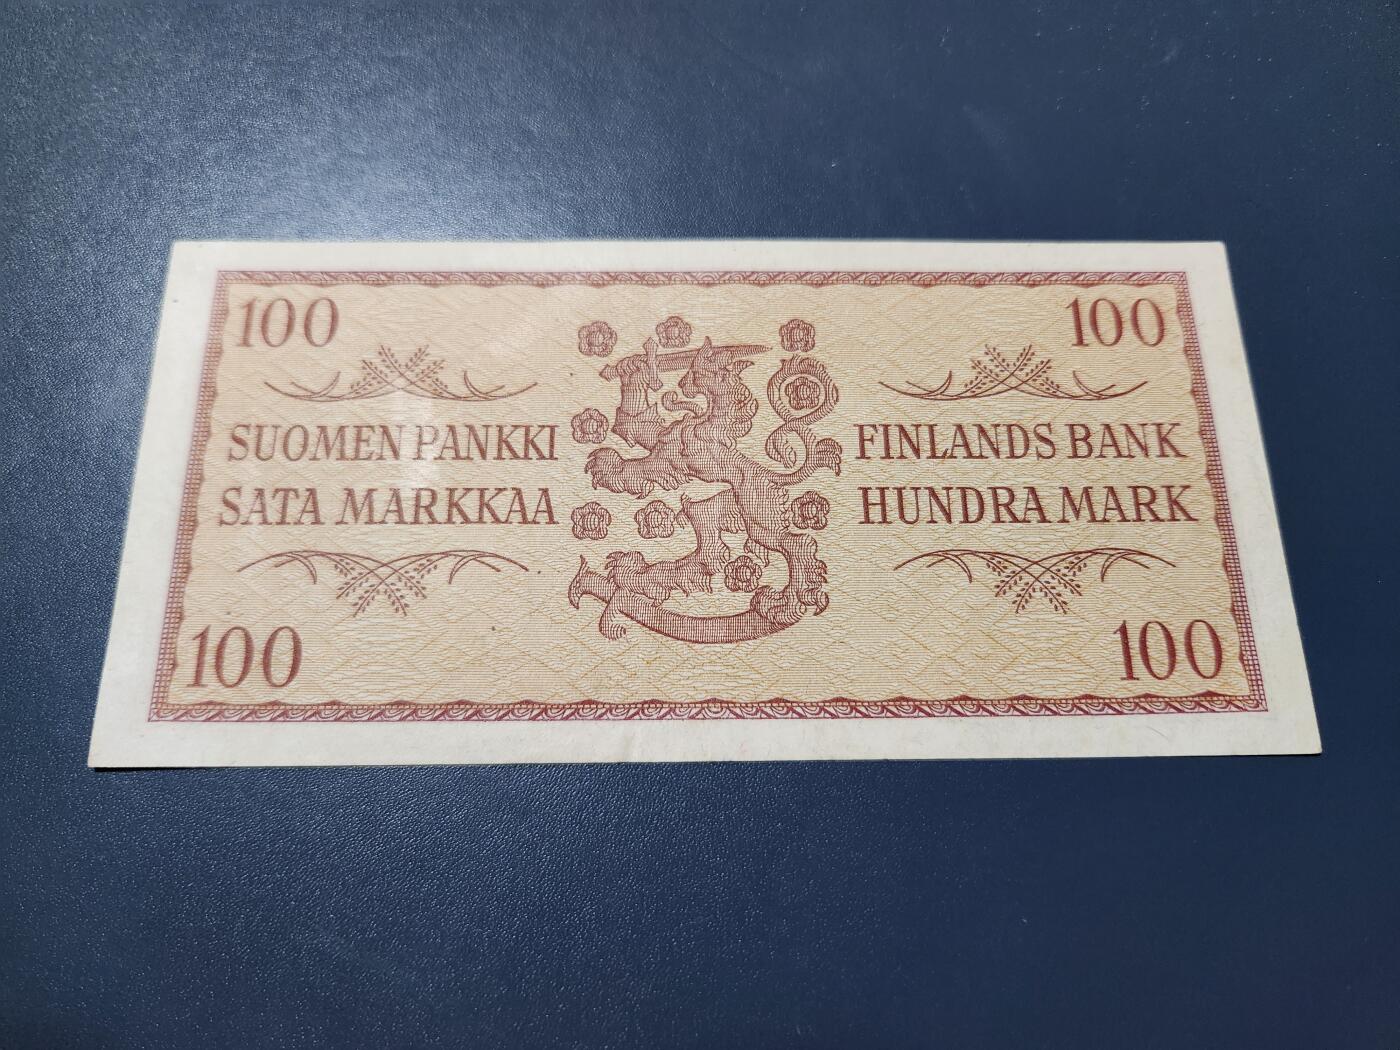 100 100
SUOMEN PANKKI FINLANDS BANK
SATA MARKKAA HUNDRA MARK
100 100